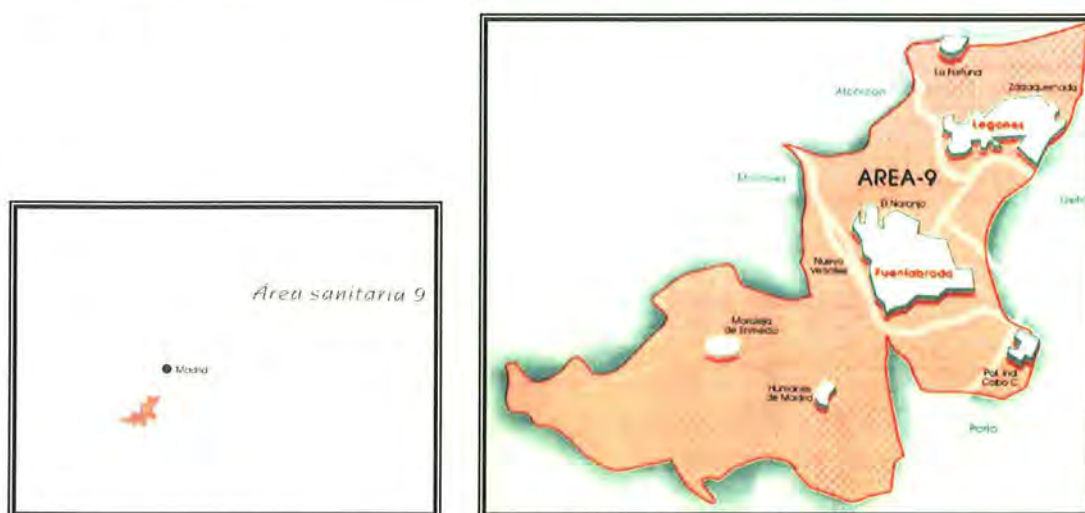 Área sanitaria 9
Madrid
La Fortuna
Alcorcón
Zarzaquemada
Leganés
Móstoles
AREA-9
El Naranjo
Getafe
Nuevo
Versalles
Fuenlabrada
Moraleja
de Enmedio
Humanes
de Madrid
Pol. Ind.
Cobo C.
Parla